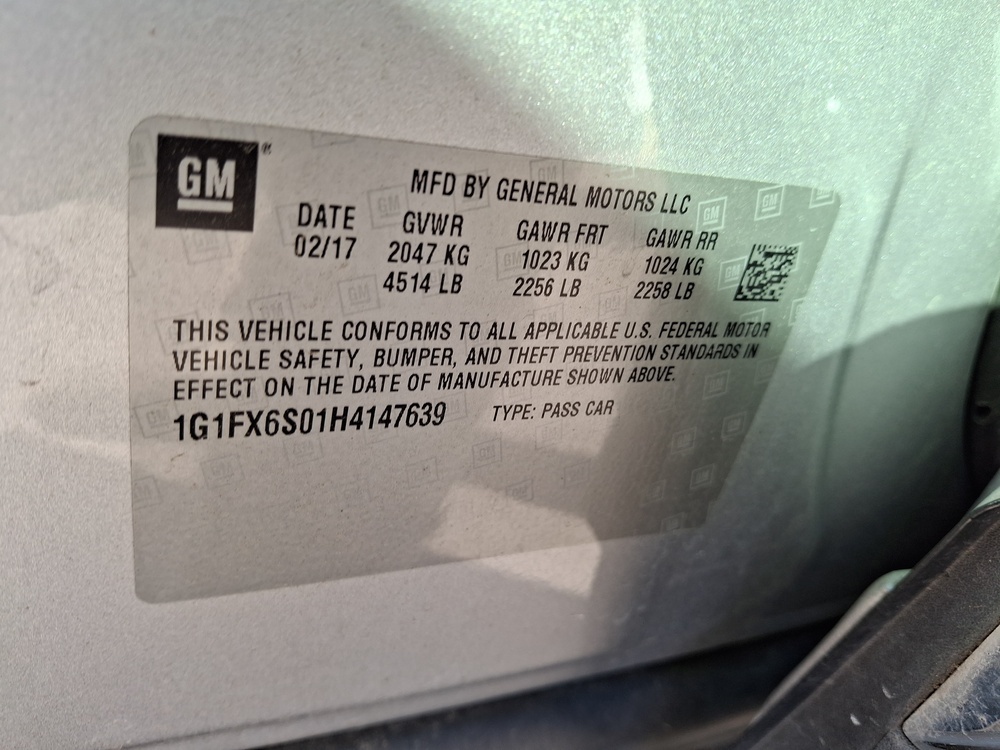 GM®
MFD BY GENERAL MOTORS LLC
DATE GVWR GAWR FRT GAWR RR
02/17 2047 KG 1023 KG 1024 KG
4514 LB 2256 LB 2258 LB
THIS VEHICLE CONFORMS TO ALL APPLICABLE U.S. FEDERAL MOTOR
VEHICLE SAFETY, BUMPER, AND THEFT PREVENTION STANDARDS IN
EFFECT ON THE DATE OF MANUFACTURE SHOWN ABOVE.
1G1FX6S01H4147639 TYPE: PASS CAR